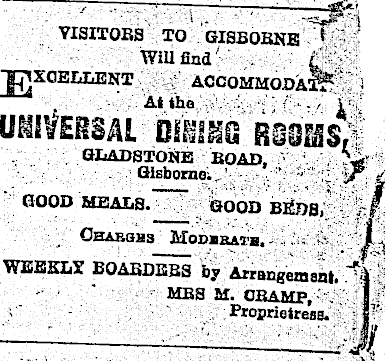 VISITORS TO GISBORNE
Will find
EXCELLENT ACCOMMODAT
At the
UNIVERSAL DINING ROOMS,
GLADSTONE ROAD,
Gisborne.
GOOD MEALS. GOOD BEDS,
CHARGES MODERATE.
WEEKLY BOARDERS by Arrangement.
MRS M. CRAMP,
Proprietress.